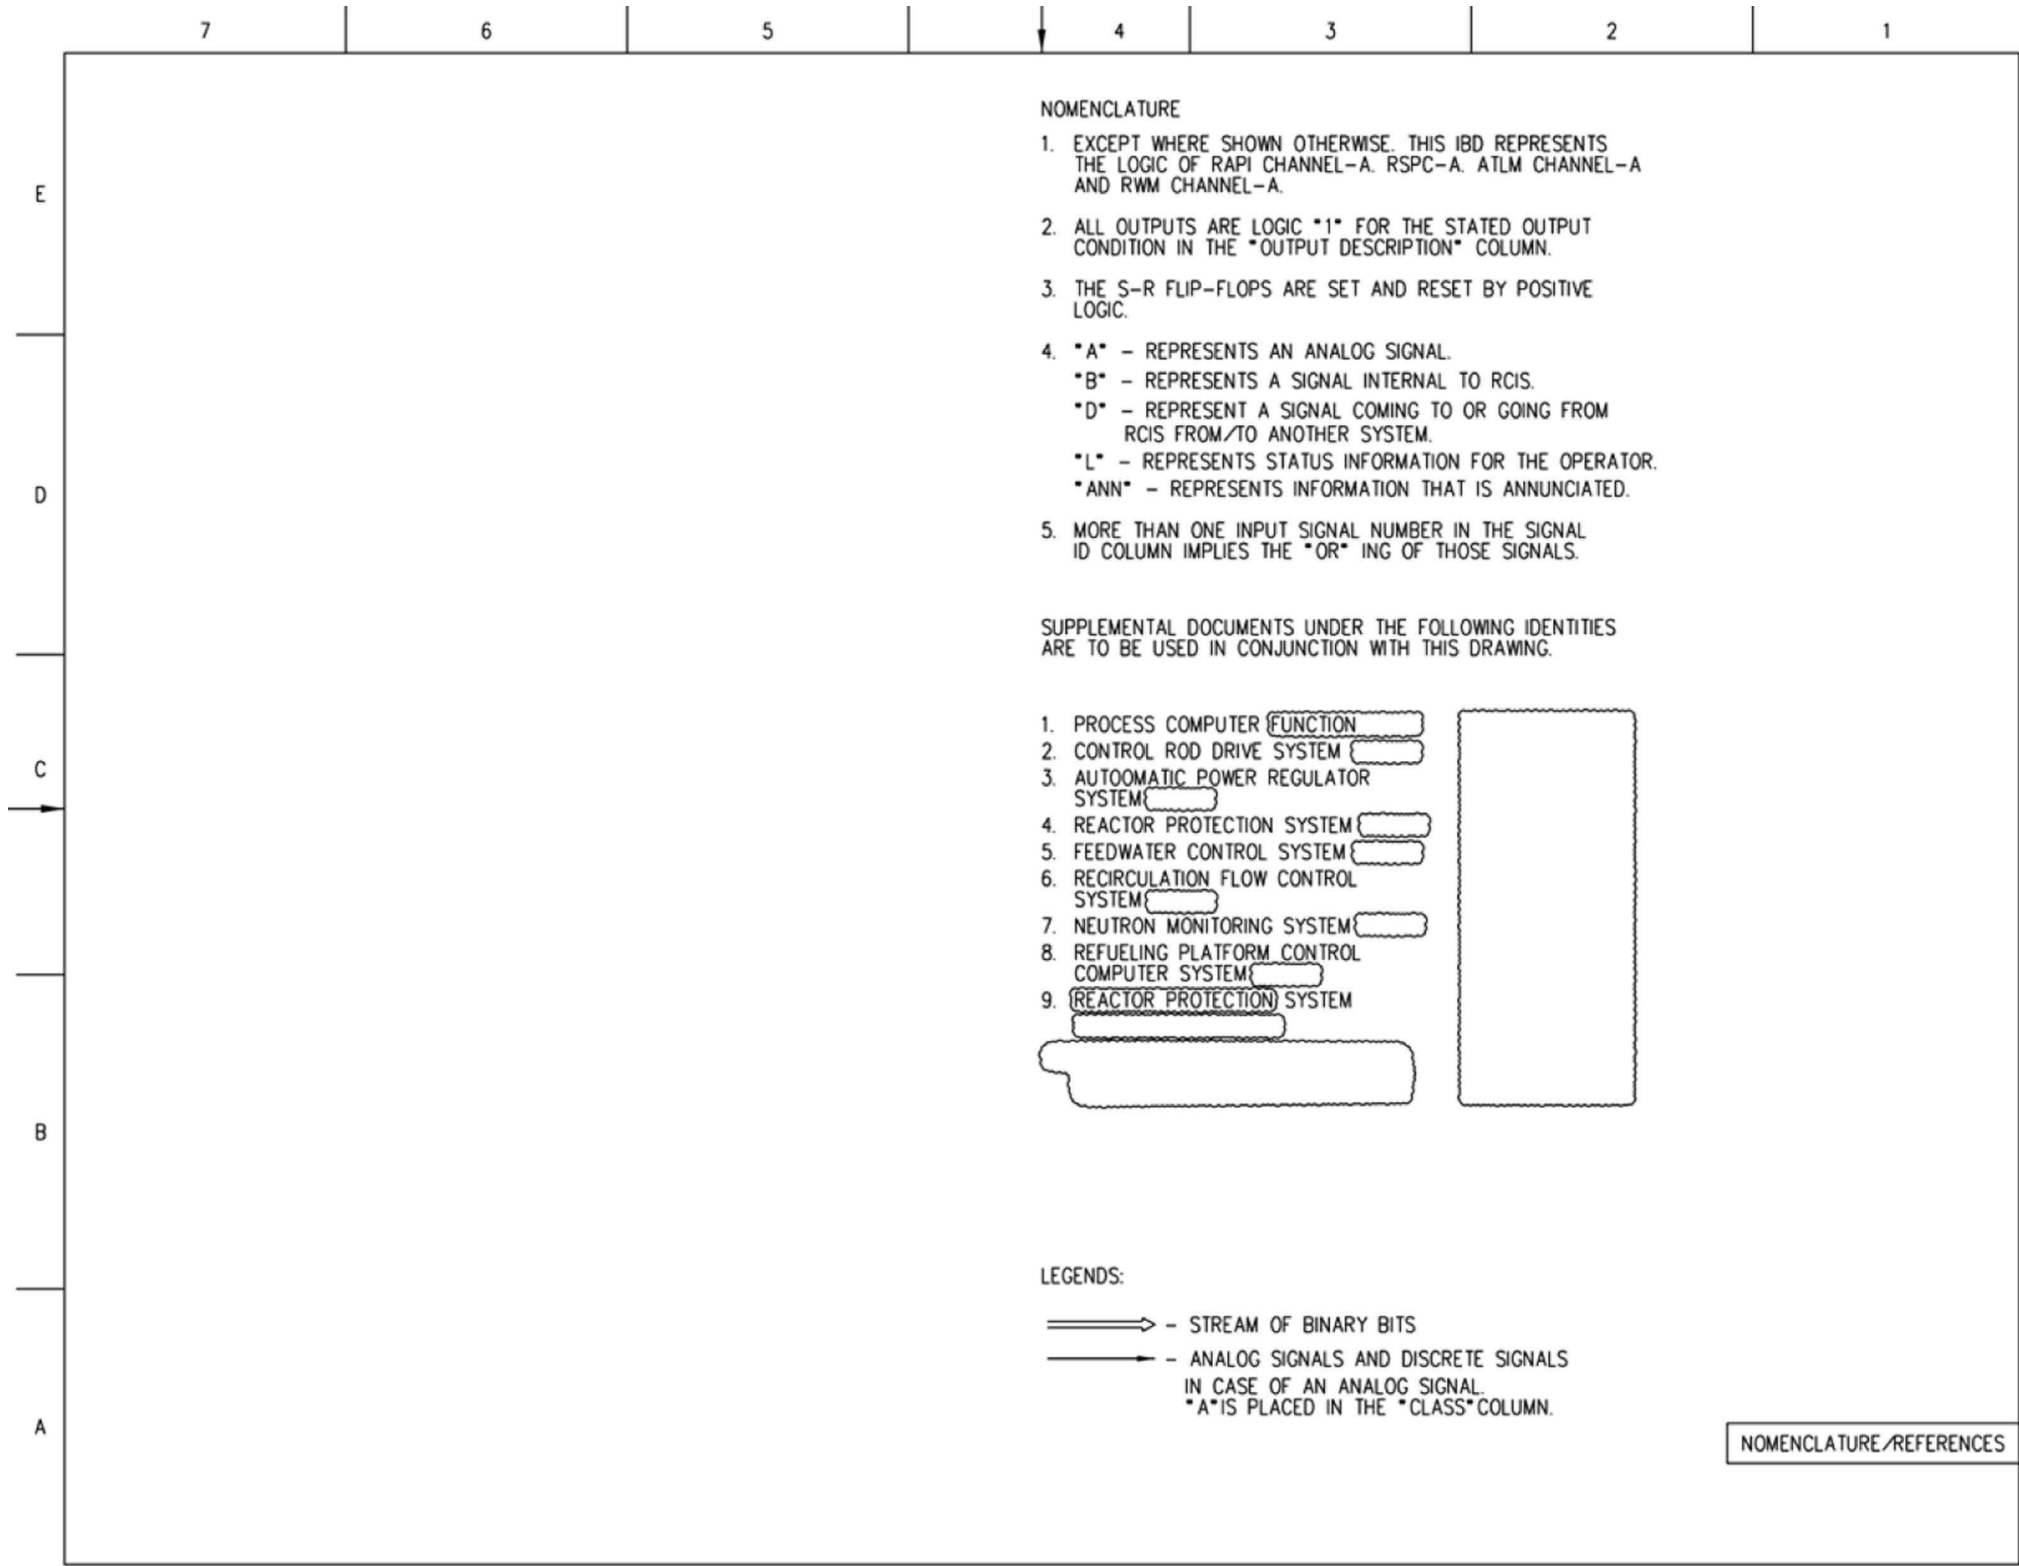 7 6 5 4 3 2 1
E
D
C
B
A
NOMENCLATURE
1. EXCEPT WHERE SHOWN OTHERWISE. THIS IBD REPRESENTS
THE LOGIC OF RAPI CHANNEL-A. RSPC-A. ATLM CHANNEL-A
AND RWM CHANNEL-A.
2. ALL OUTPUTS ARE LOGIC "1" FOR THE STATED OUTPUT
CONDITION IN THE "OUTPUT DESCRIPTION" COLUMN.
3. THE S-R FLIP-FLOPS ARE SET AND RESET BY POSITIVE
LOGIC.
4. "A" - REPRESENTS AN ANALOG SIGNAL.
"B" - REPRESENTS A SIGNAL INTERNAL TO RCIS.
"D" - REPRESENT A SIGNAL COMING TO OR GOING FROM
RCIS FROM/TO ANOTHER SYSTEM.
"L" - REPRESENTS STATUS INFORMATION FOR THE OPERATOR.
"ANN" - REPRESENTS INFORMATION THAT IS ANNUNCIATED.
5. MORE THAN ONE INPUT SIGNAL NUMBER IN THE SIGNAL
ID COLUMN IMPLIES THE "OR" ING OF THOSE SIGNALS.
SUPPLEMENTAL DOCUMENTS UNDER THE FOLLOWING IDENTITIES
ARE TO BE USED IN CONJUNCTION WITH THIS DRAWING.
1. PROCESS COMPUTER FUNCTION
2. CONTROL ROD DRIVE SYSTEM
3. AUTOOMATIC POWER REGULATOR
SYSTEM
4. REACTOR PROTECTION SYSTEM
5. FEEDWATER CONTROL SYSTEM
6. RECIRCULATION FLOW CONTROL
SYSTEM
7. NEUTRON MONITORING SYSTEM
8. REFUELING PLATFORM CONTROL
COMPUTER SYSTEM
9. REACTOR PROTECTION SYSTEM
LEGENDS:
- STREAM OF BINARY BITS
- ANALOG SIGNALS AND DISCRETE SIGNALS
IN CASE OF AN ANALOG SIGNAL.
"A"IS PLACED IN THE "CLASS"COLUMN.
NOMENCLATURE/REFERENCES